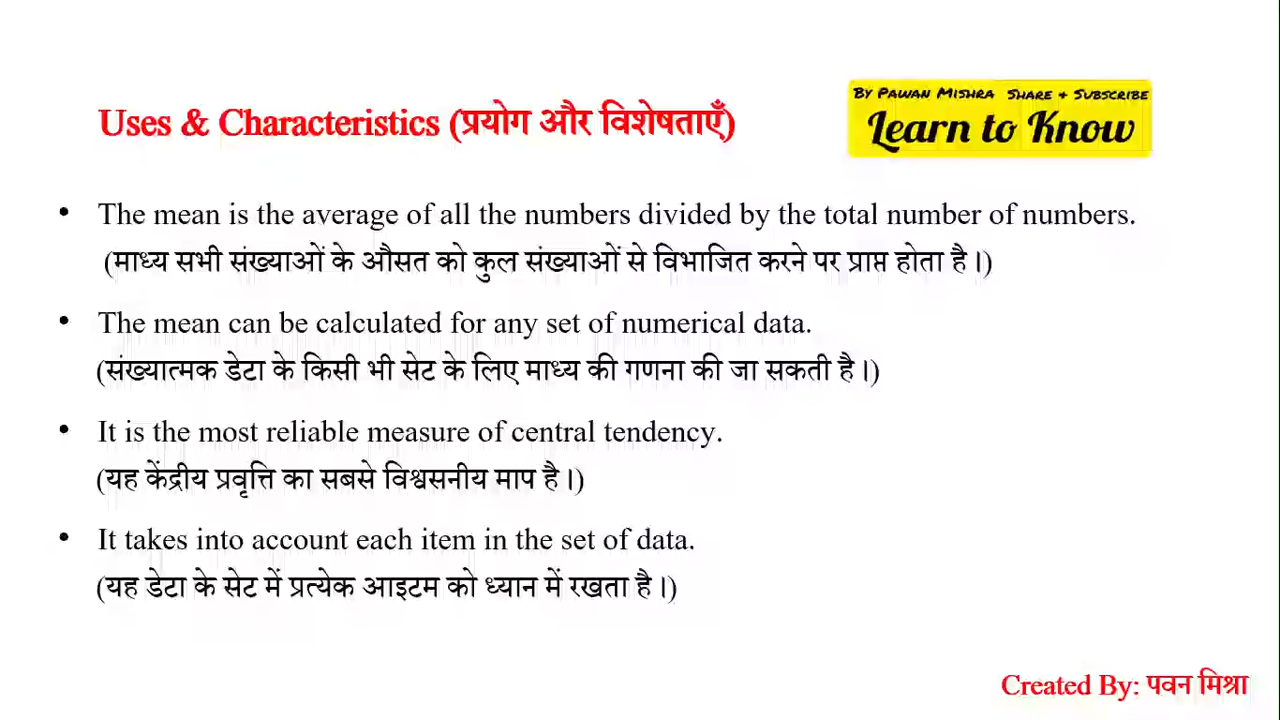 By Pawan Mishra Share & Subscribe
Learn to Know
Uses & Characteristics (प्रयोग और विशेषताएँ)
• The mean is the average of all the numbers divided by the total number of numbers.
(माध्य सभी संख्याओं के औसत को कुल संख्याओं से विभाजित करने पर प्राप्त होता है।)
• The mean can be calculated for any set of numerical data.
(संख्यात्मक डेटा के किसी भी सेट के लिए माध्य की गणना की जा सकती है।)
• It is the most reliable measure of central tendency.
(यह केंद्रीय प्रवृत्ति का सबसे विश्वसनीय माप है।)
• It takes into account each item in the set of data.
(यह डेटा के सेट में प्रत्येक आइटम को ध्यान में रखता है।)
Created By: पवन मिश्रा